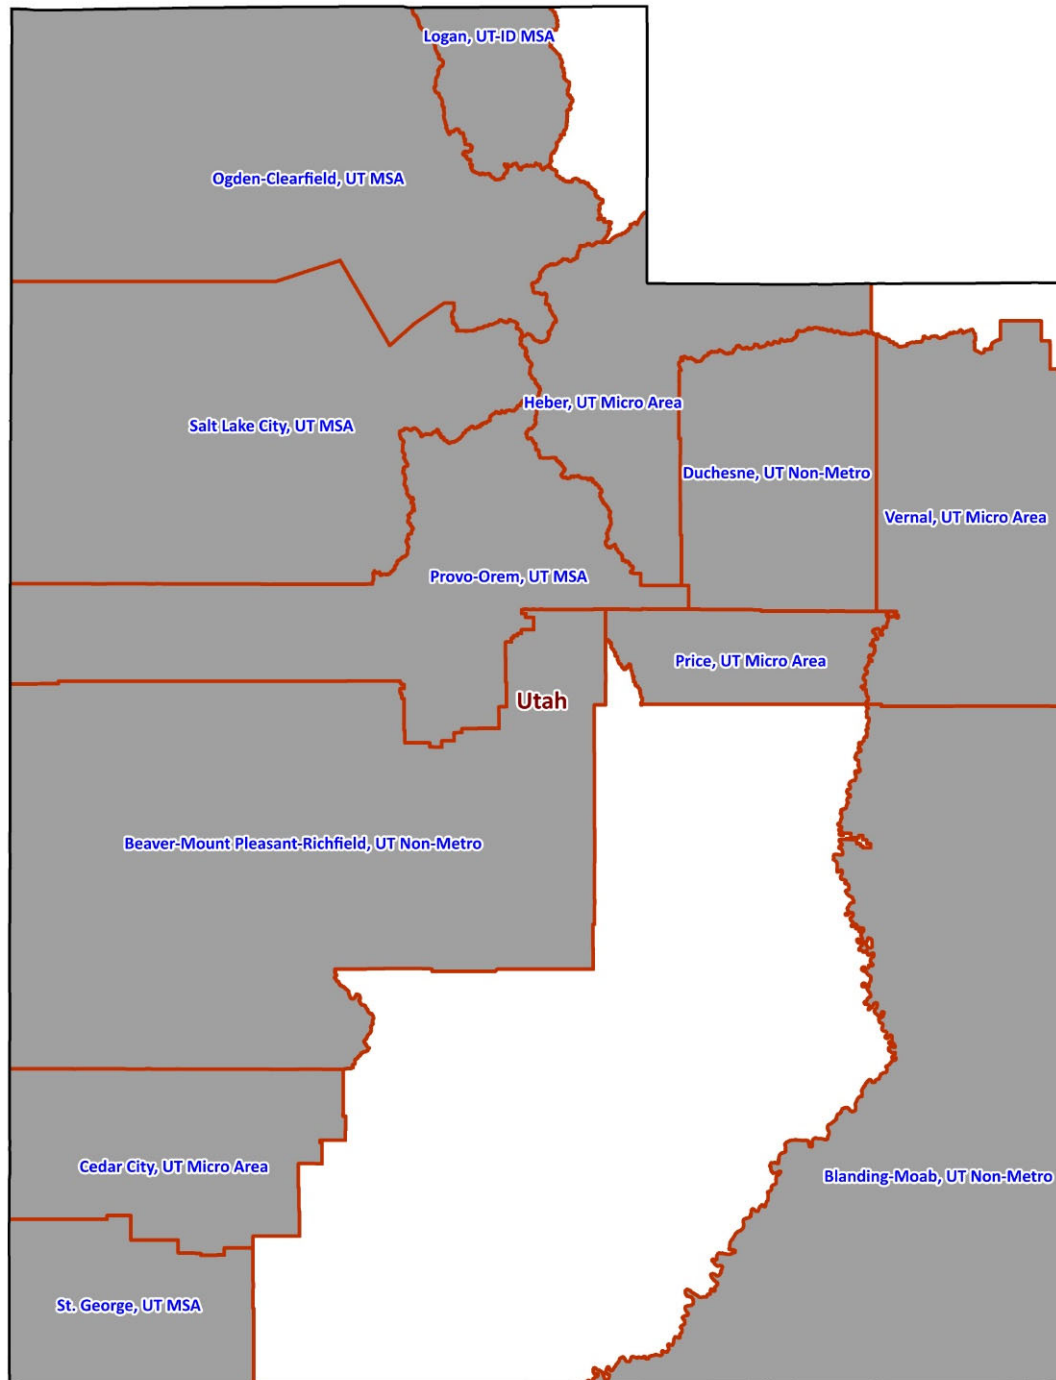 Logan, UT-ID MSA
Ogden-Clearfield, UT MSA
Heber, UT Micro Area
Salt Lake City, UT MSA
Duchesne, UT Non-Metro
Vernal, UT Micro Area
Provo-Orem, UT MSA
Price, UT Micro Area
Utah
Beaver-Mount Pleasant-Richfield, UT Non-Metro
Cedar City, UT Micro Area
Blanding-Moab, UT Non-Metro
St. George, UT MSA